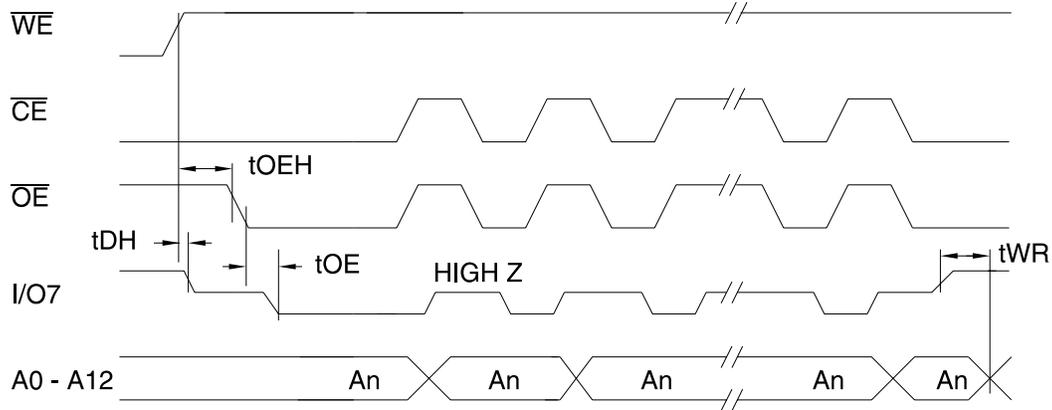 WE
CE
tOEH
OE
tDH
tOE
tWR
HIGH Z
I/O7
A0 - A12 An An An An An